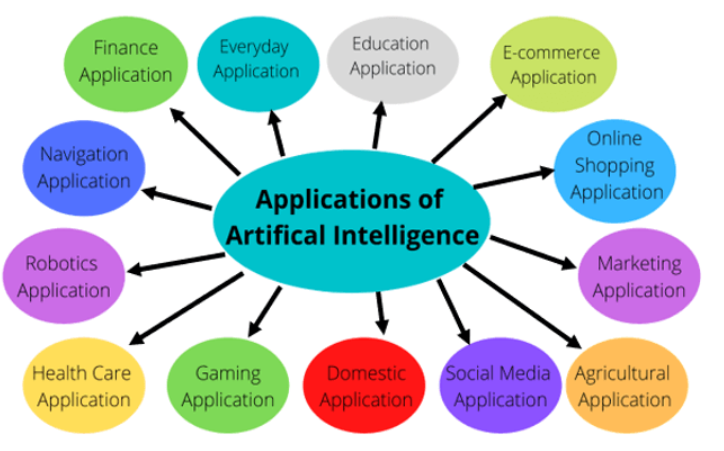 Finance
Application
Everyday
Application
Education
Application
E-commerce
Application
Navigation
Application
Online
Shopping
Application
Applications of
Artifical Intelligence
Robotics
Application
Marketing
Application
Health Care
Application
Gaming
Application
Domestic
Application
Social Media
Application
Agricultural
Application